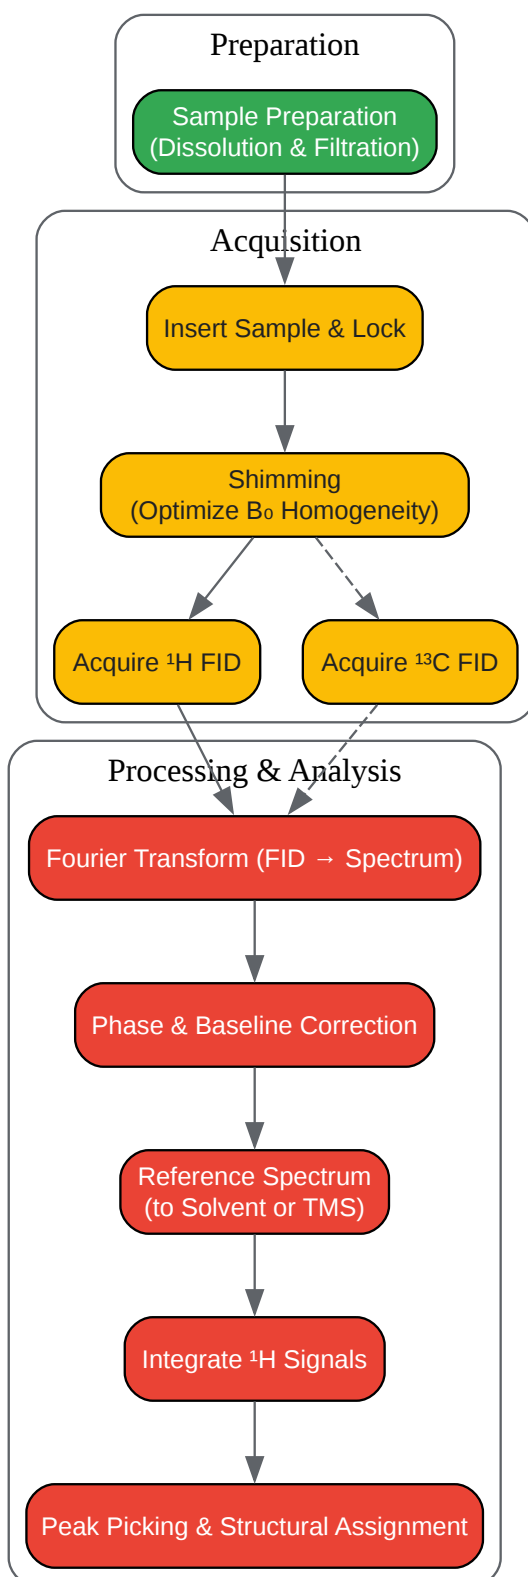 Preparation
Sample Preparation
(Dissolution & Filtration)
Acquisition
Insert Sample & Lock
Shimming
(Optimize B₀ Homogeneity)
Acquire ¹H FID
Acquire ¹³C FID
Processing & Analysis
Fourier Transform (FID → Spectrum)
Phase & Baseline Correction
Reference Spectrum
(to Solvent or TMS)
Integrate ¹H Signals
Peak Picking & Structural Assignment